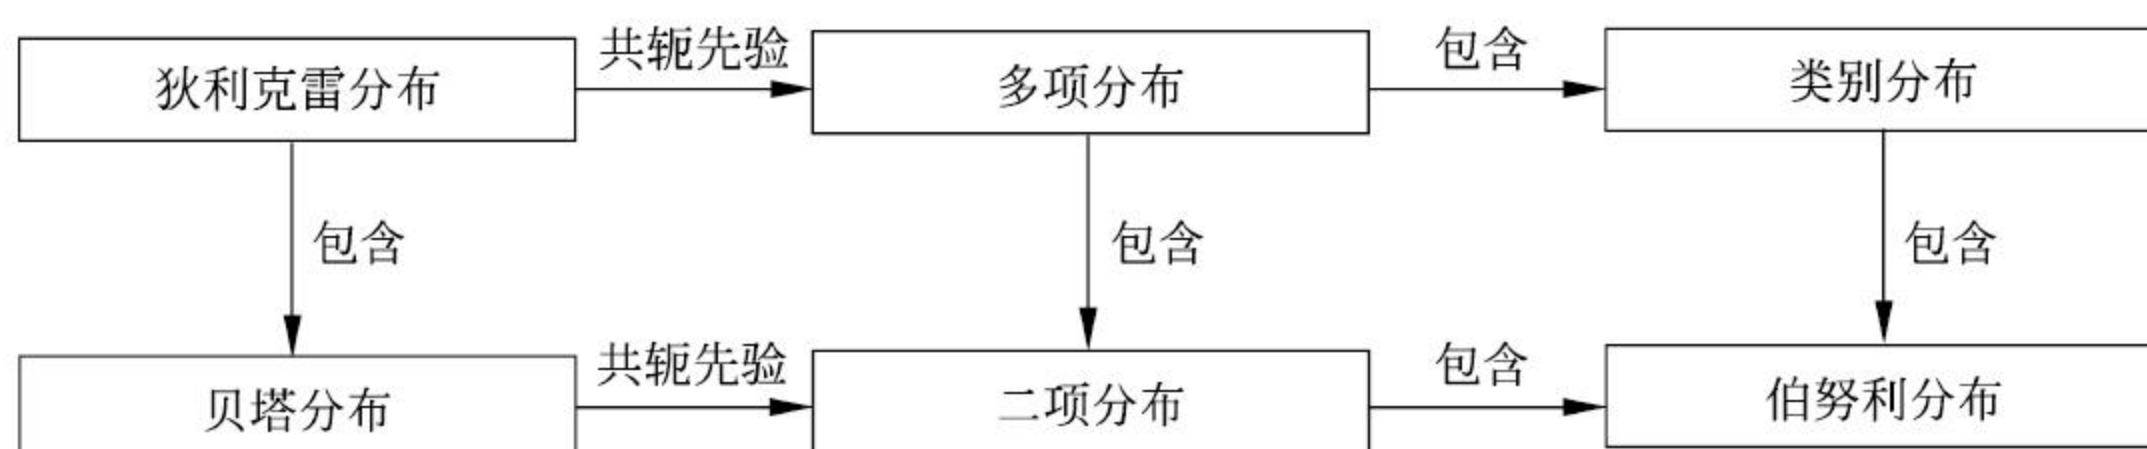 狄利克雷分布
共轭先验
多项分布
包含
类别分布
包含
包含
包含
贝塔分布
共轭先验
二项分布
包含
伯努利分布